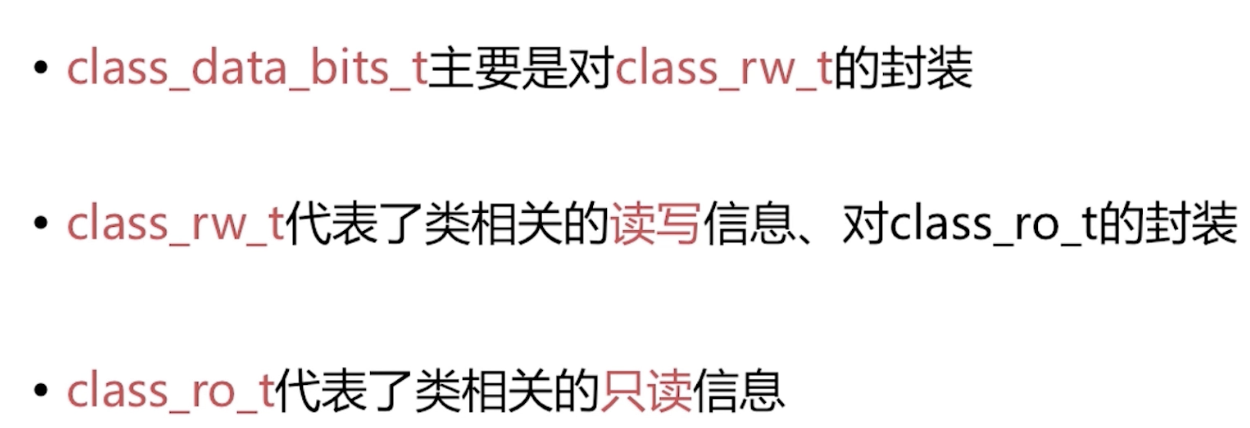 • class_data_bits_t主要是对class_rw_t的封装
• class_rw_t代表了类相关的读写信息、对class_ro_t的封装
• class_ro_t代表了类相关的只读信息